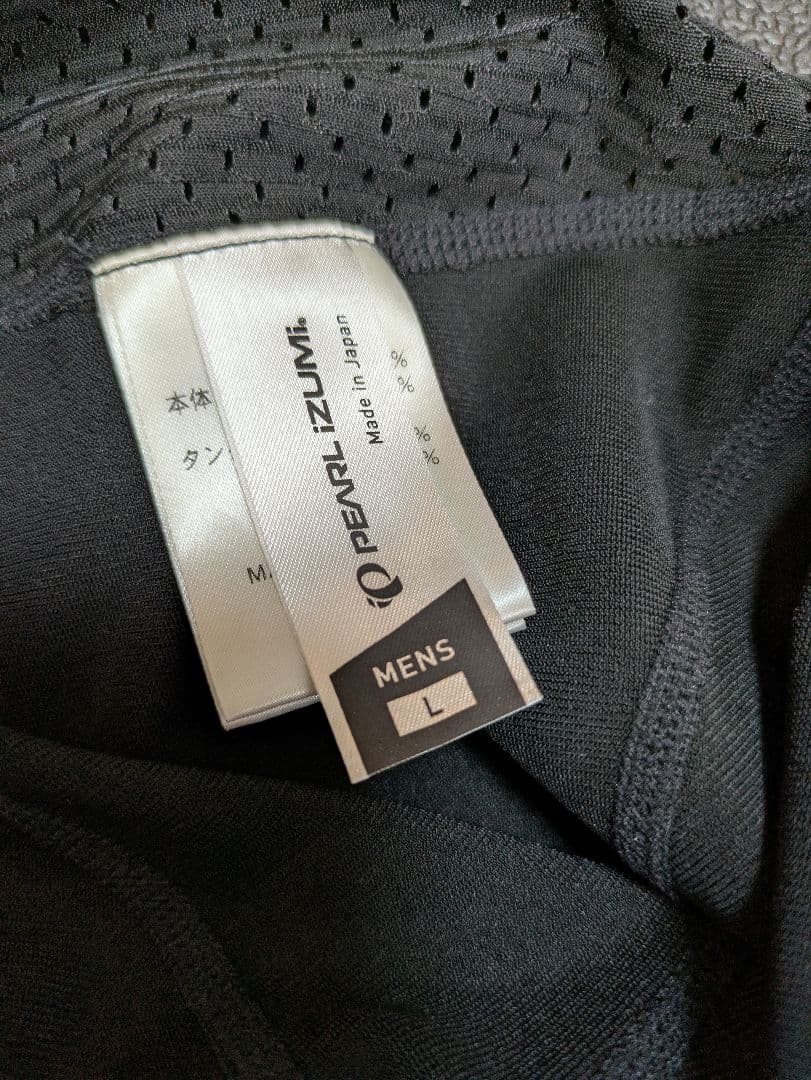 PEARL iZUMi®
Made in Japan
MENS
L
本体
タン
%
%
%
%